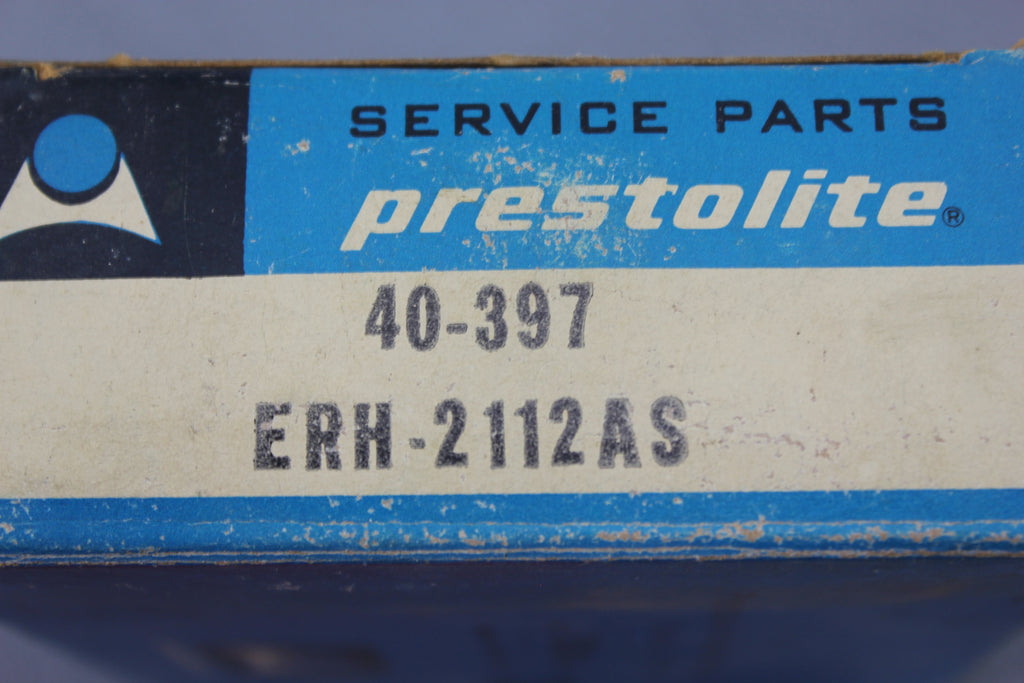 SERVICE PARTS
prestolite®
40-397
ERH-2112AS